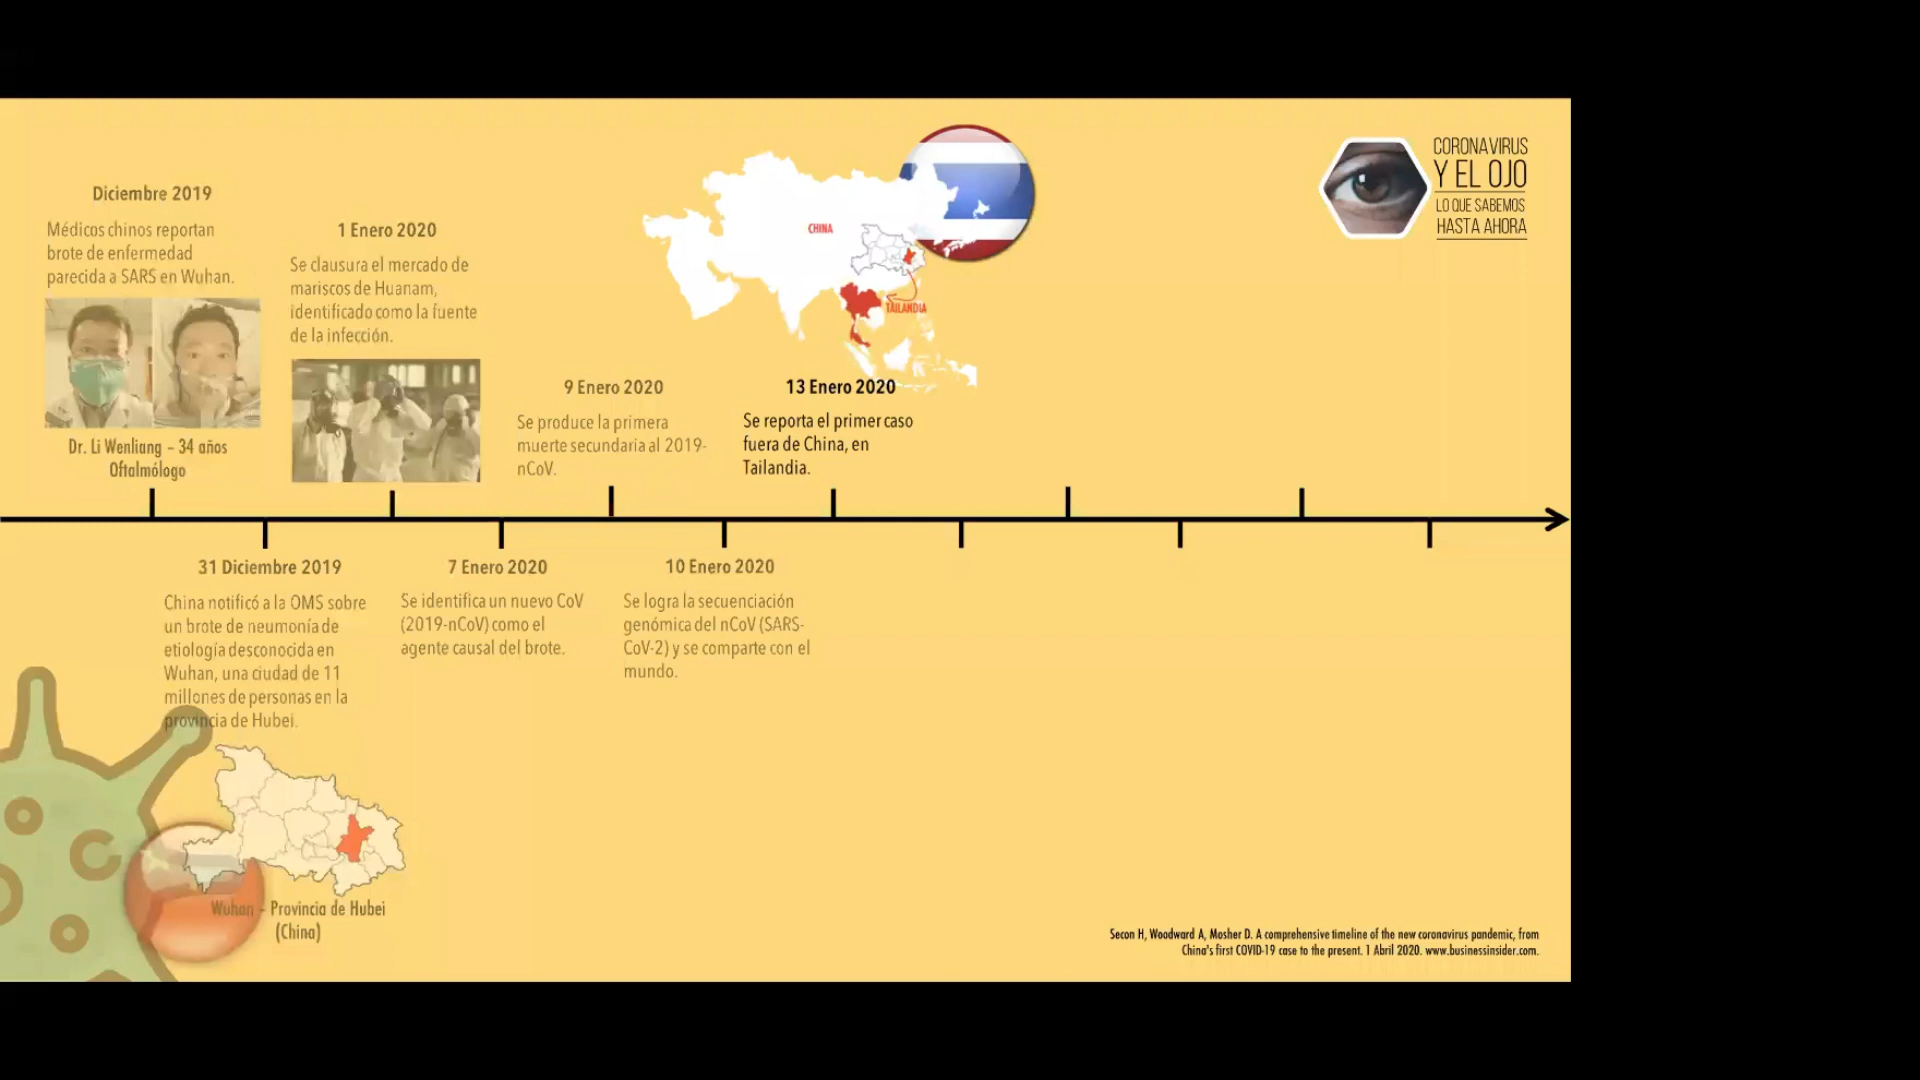 Diciembre 2019
Médicos chinos reportan
brote de enfermedad
parecida a SARS en Wuhan.
Dr. Li Wenliang – 34 años
Oftalmólogo
1 Enero 2020
Se clausura el mercado de
mariscos de Huanam,
identificado como la fuente
de la infección.
9 Enero 2020
Se produce la primera
muerte secundaria al 2019-
nCoV.
CHINA
TAILANDIA
13 Enero 2020
Se reporta el primer caso
fuera de China, en
Tailandia.
CORONAVIRUS
Y EL OJO
LO QUE SABEMOS
HASTA AHORA
31 Diciembre 2019
China notificó a la OMS sobre
un brote de neumonía de
etiología desconocida en
Wuhan, una ciudad de 11
millones de personas en la
provincia de Hubei.
Wuhan – Provincia de Hubei
(China)
7 Enero 2020
Se identifica un nuevo CoV
(2019-nCoV) como el
agente causal del brote.
10 Enero 2020
Se logra la secuenciación
genómica del nCoV (SARS-
CoV-2) y se comparte con el
mundo.
Secon H, Woodward A, Mosher D. A comprehensive timeline of the new coronavirus pandemic, from
China's first COVID-19 case to the present. 1 Abril 2020. www.businessinsider.com.